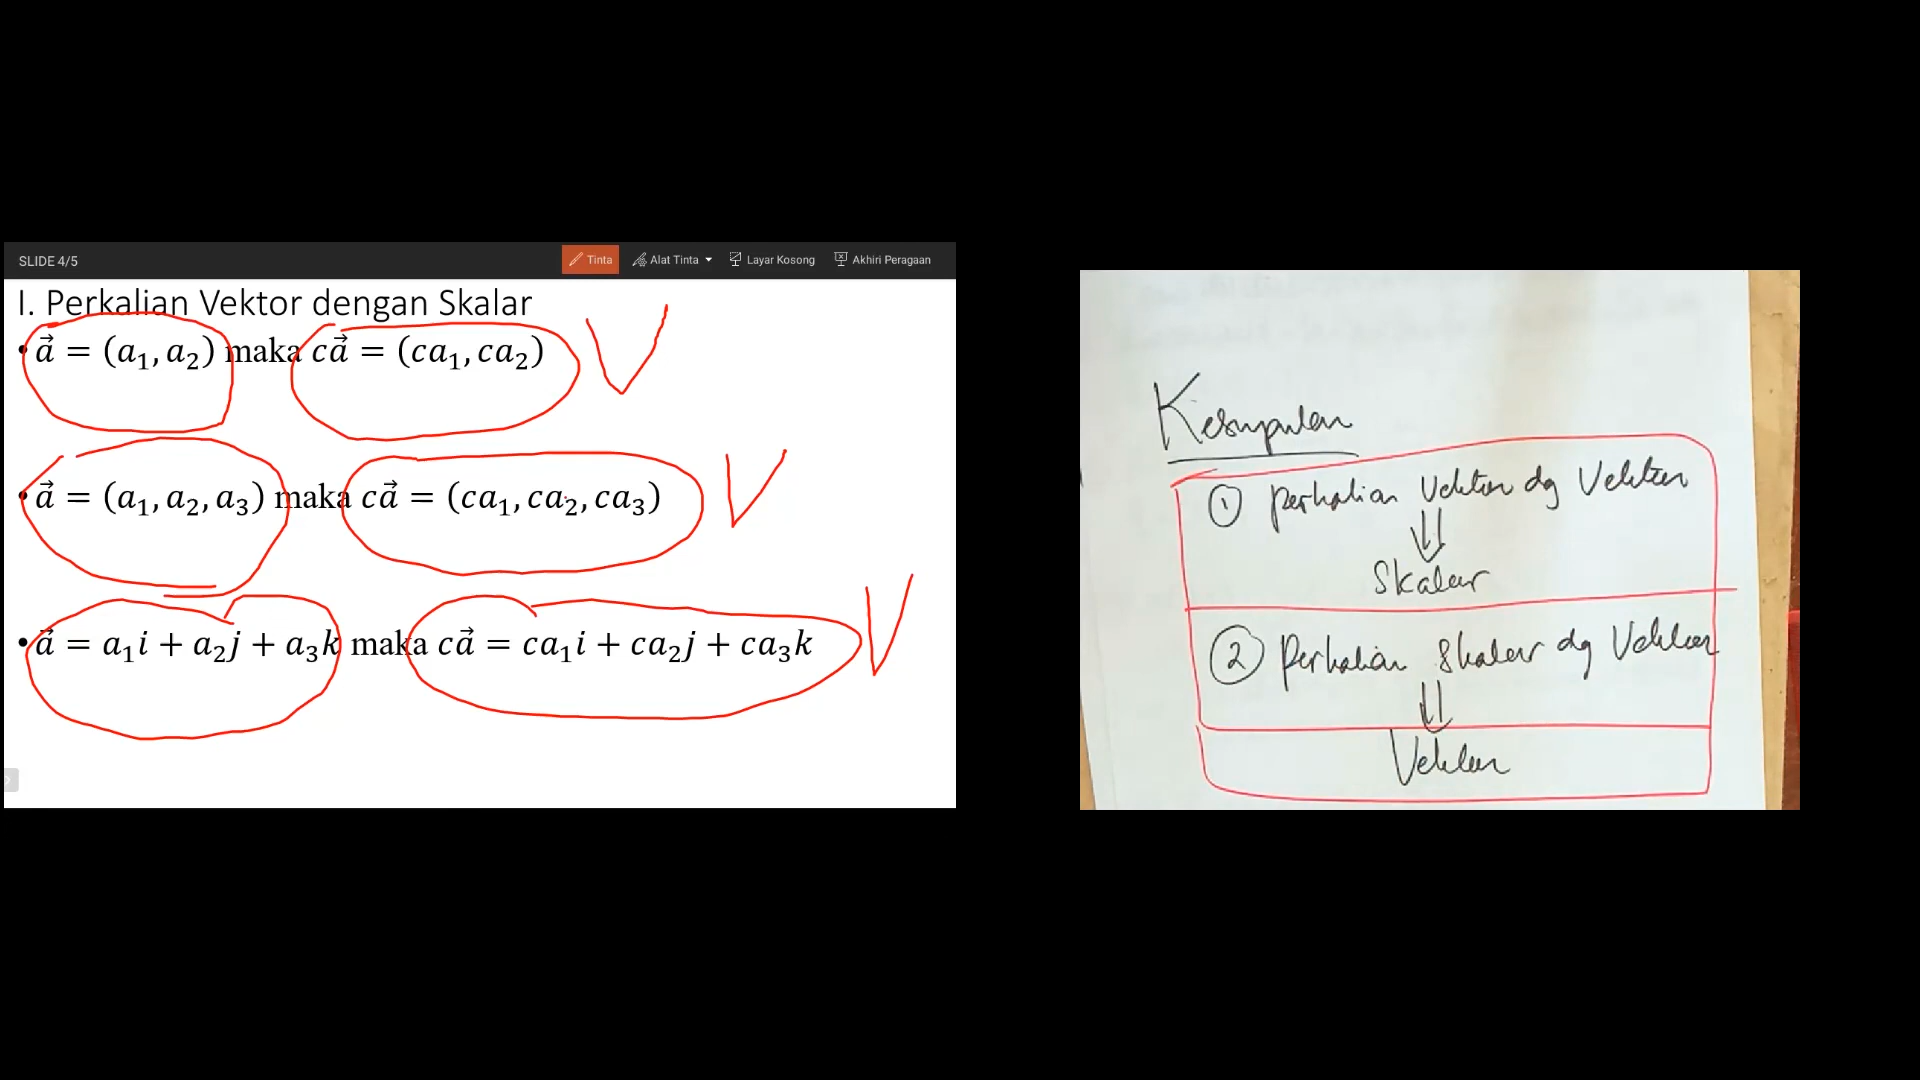 SLIDE 4/5
Tinta Alat Tinta Layar Kosong Akhiri Peragaan
I. Perkalian Vektor dengan Skalar
• a⃗ = (a₁, a₂) maka ca⃗ = (ca₁, ca₂)
• a⃗ = (a₁, a₂, a₃) maka ca⃗ = (ca₁, ca₂, ca₃)
• a⃗ = a₁i + a₂j + a₃k maka ca⃗ = ca₁i + ca₂j + ca₃k
Kesimpulan
① Perkalian Vektor dg Vektor
⇓
Skalar
② Perkalian Skalar dg Vektor
⇓
Vektor